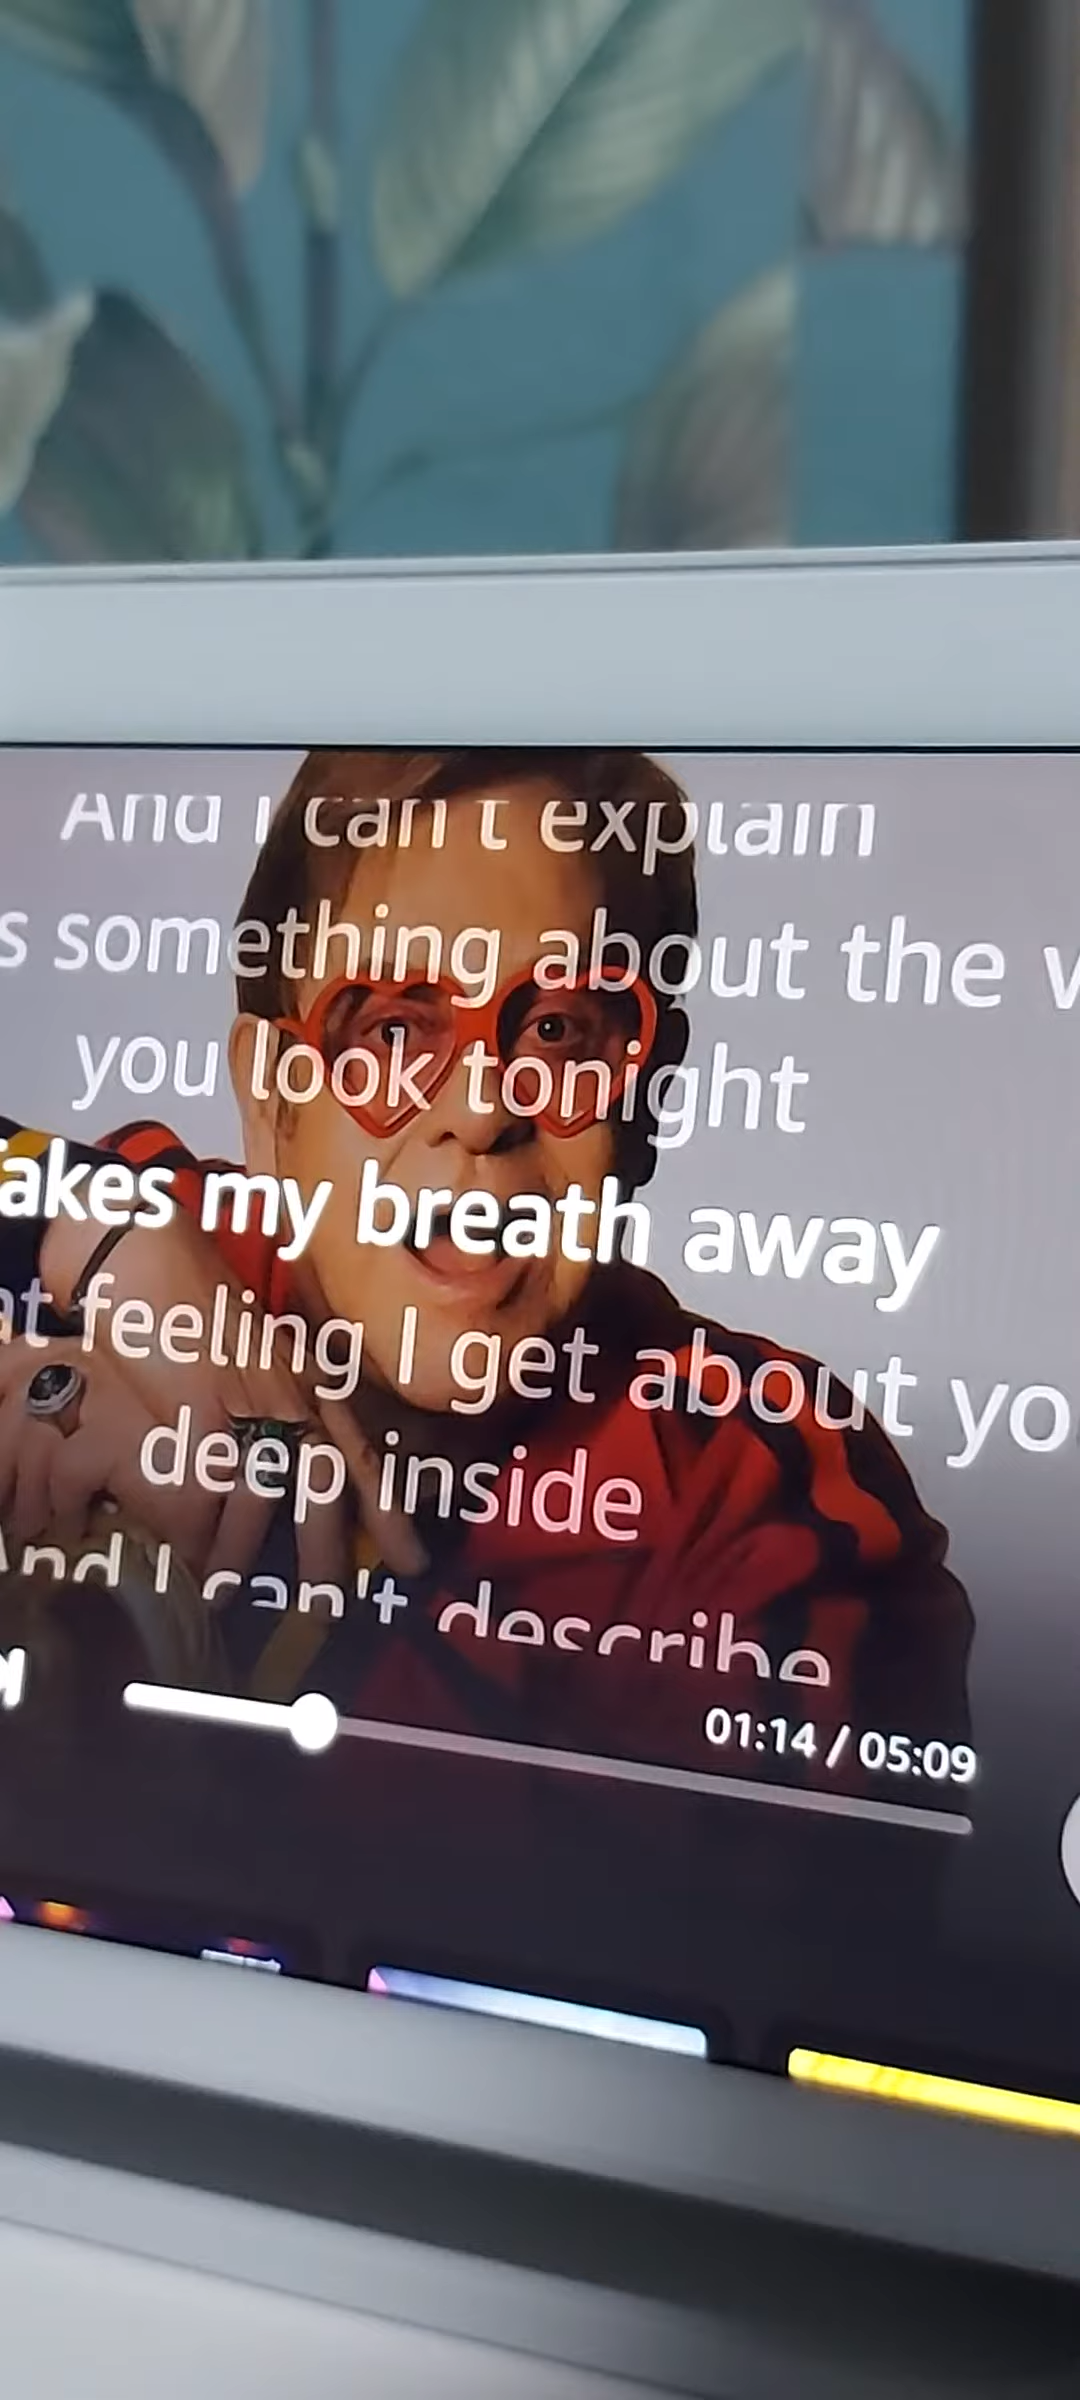 And I can't explain
s something about the w
you look tonight
Takes my breath away
at feeling I get about yo
deep inside
And I can't describe
01:14 / 05:09